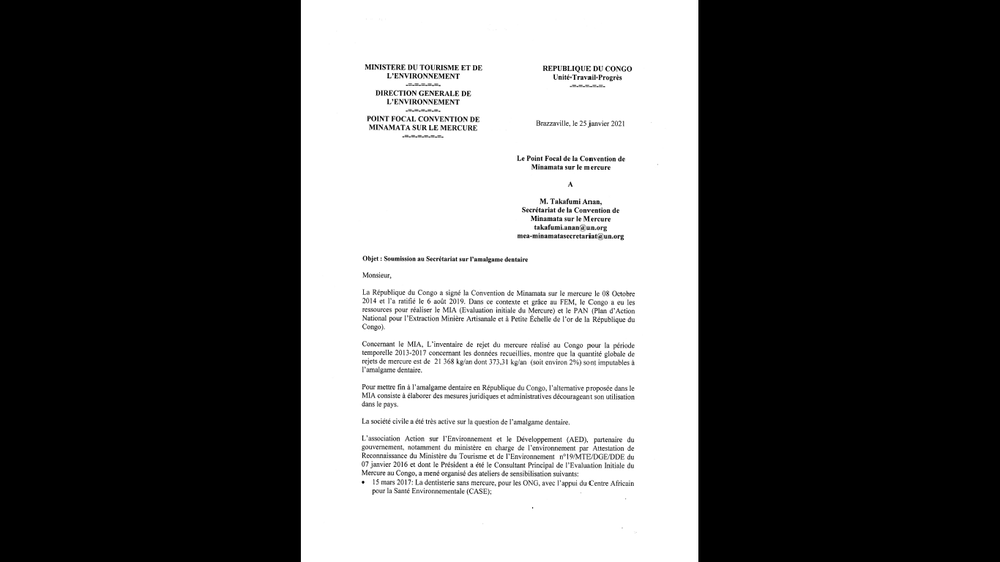 MINISTERE DU TOURISME ET DE
L'ENVIRONNEMENT
-=-=-=-=-=-
DIRECTION GENERALE DE
L'ENVIRONNEMENT
-=-=-=-=-=-
POINT FOCAL CONVENTION DE
MINAMATA SUR LE MERCURE
-=-=-=-=-=-=-
REPUBLIQUE DU CONGO
Unité-Travail-Progrès
-=-=-=-=-=-
Brazzaville, le 25 janvier 2021
Le Point Focal de la Convention de
Minamata sur le mercure
A
M. Takafumi Anan,
Secrétariat de la Convention de
Minamata sur le Mercure
takafumi.anan@un.org
mea-minamatasecretariat@un.org
Objet : Soumission au Secrétariat sur l'amalgame dentaire
Monsieur,
La République du Congo a signé la Convention de Minamata sur le mercure le 08 Octobre
2014 et l'a ratifié le 6 août 2019. Dans ce contexte et grâce au FEM, le Congo a eu les
ressources pour réaliser le MIA (Evaluation initiale du Mercure) et le PAN (Plan d'Action
National pour l'Extraction Minière Artisanale et à Petite Échelle de l'or de la République du
Congo).
Concernant le MIA, L'inventaire de rejet du mercure réalisé au Congo pour la période
temporelle 2013-2017 concernant les données recueillies, montre que la quantité globale de
rejets de mercure est de 21 368 kg/an dont 373,31 kg/an (soit environ 2%) sont imputables à
l'amalgame dentaire.
Pour mettre fin à l'amalgame dentaire en République du Congo, l'alternative proposée dans le
MIA consiste à élaborer des mesures juridiques et administratives décourageant son utilisation
dans le pays.
La société civile a été très active sur la question de l'amalgame dentaire.
L'association Action sur l'Environnement et le Développement (AED), partenaire du
gouvernement, notamment du ministère en charge de l'environnement par Attestation de
Reconnaissance du Ministère du Tourisme et de l'Environnement n°19/MTE/DGE/DDE du
07 janvier 2016 et dont le Président a été le Consultant Principal de l'Evaluation Initiale du
Mercure au Congo, a mené organisé des ateliers de sensibilisation suivants:
• 15 mars 2017: La dentisterie sans mercure, pour les ONG, avec l'appui du Centre Africain
pour la Santé Environnementale (CASE);